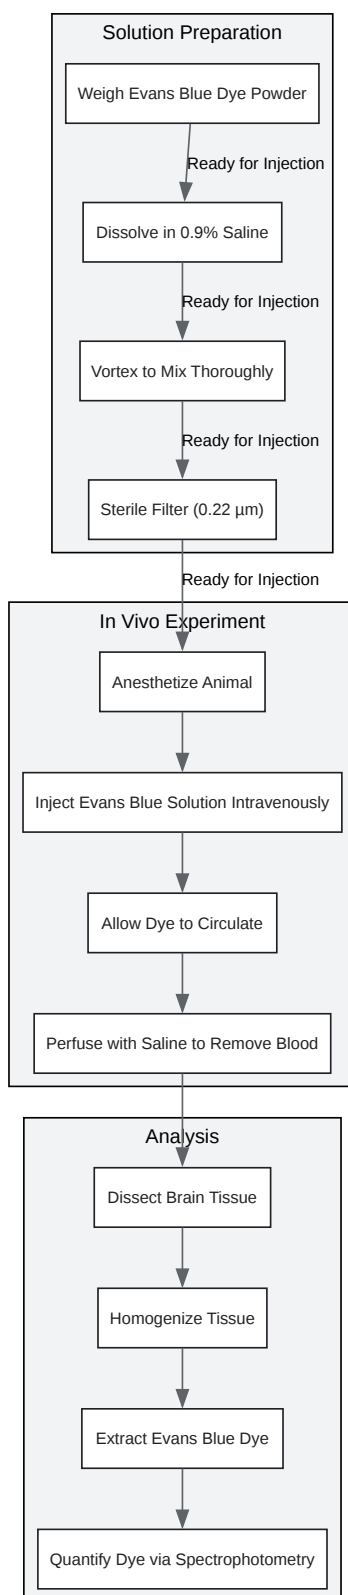 Solution Preparation
Weigh Evans Blue Dye Powder
Ready for Injection
Dissolve in 0.9% Saline
Ready for Injection
Vortex to Mix Thoroughly
Ready for Injection
Sterile Filter (0.22 µm)
Ready for Injection
In Vivo Experiment
Anesthetize Animal
Inject Evans Blue Solution Intravenously
Allow Dye to Circulate
Perfuse with Saline to Remove Blood
Analysis
Dissect Brain Tissue
Homogenize Tissue
Extract Evans Blue Dye
Quantify Dye via Spectrophotometry